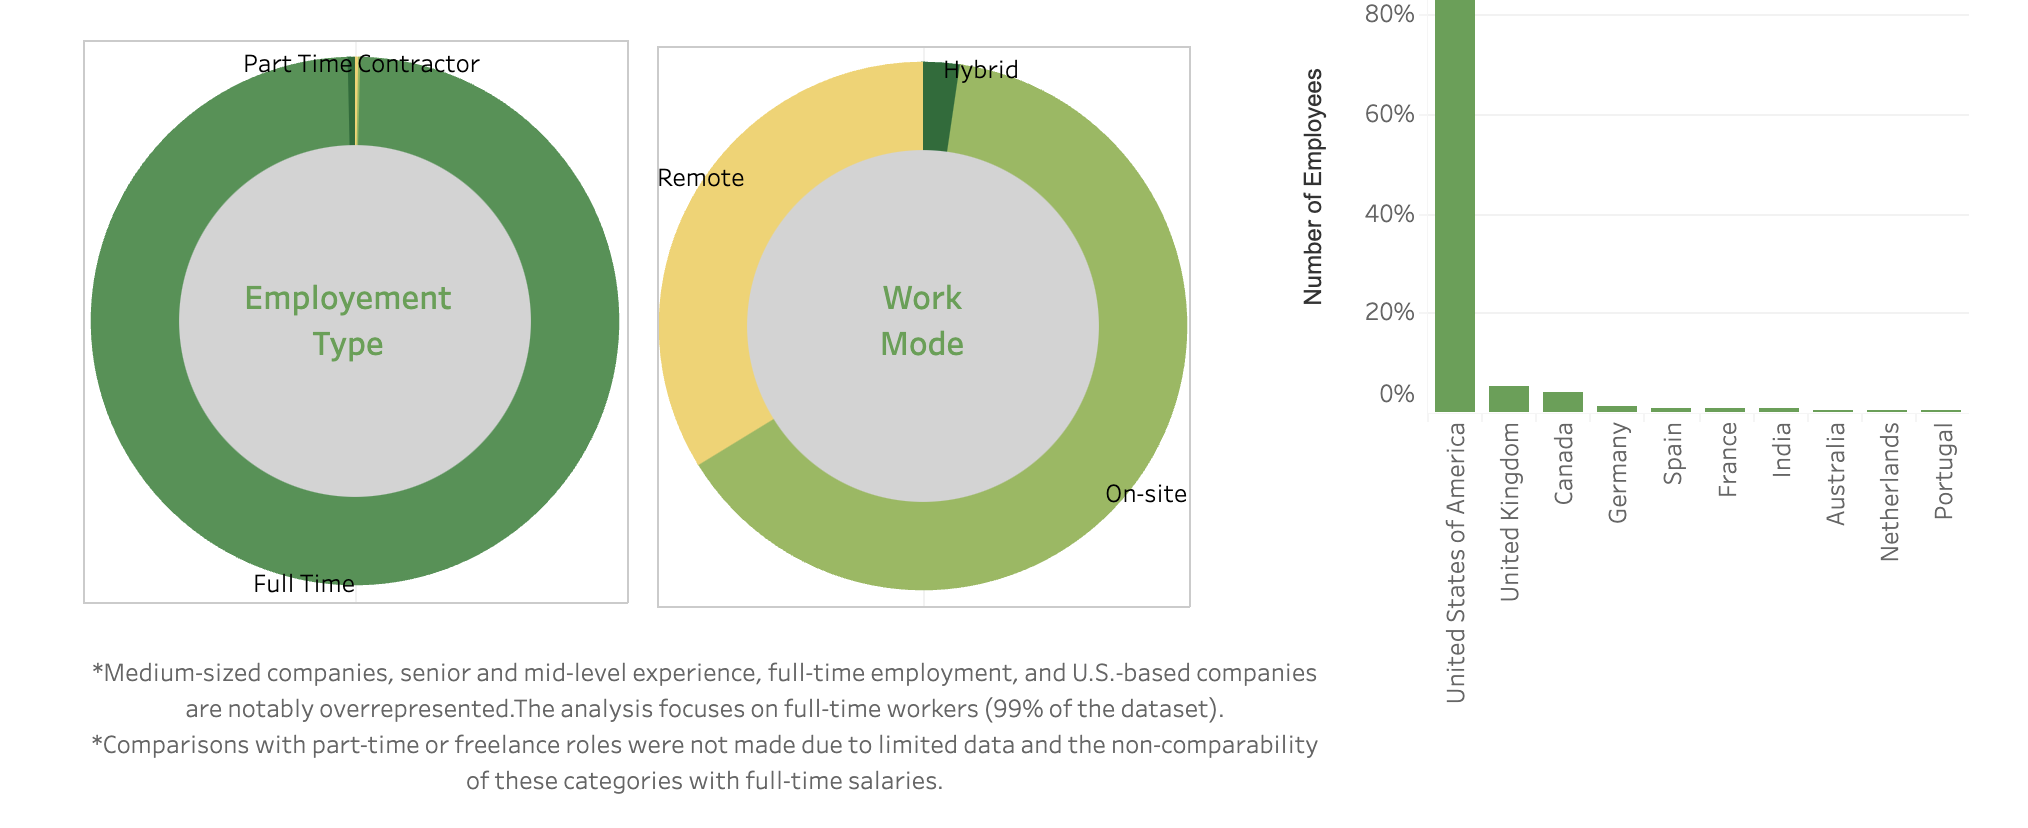 Part Time Contractor
Employement
Type
Full Time
Hybrid
Remote
Work
Mode
On-site
80%
60%
40%
20%
0%
Number of Employees
United States of America
United Kingdom
Canada
Germany
Spain
France
India
Australia
Netherlands
Portugal
*Medium-sized companies, senior and mid-level experience, full-time employment, and U.S.-based companies
are notably overrepresented.The analysis focuses on full-time workers (99% of the dataset).
*Comparisons with part-time or freelance roles were not made due to limited data and the non-comparability
of these categories with full-time salaries.